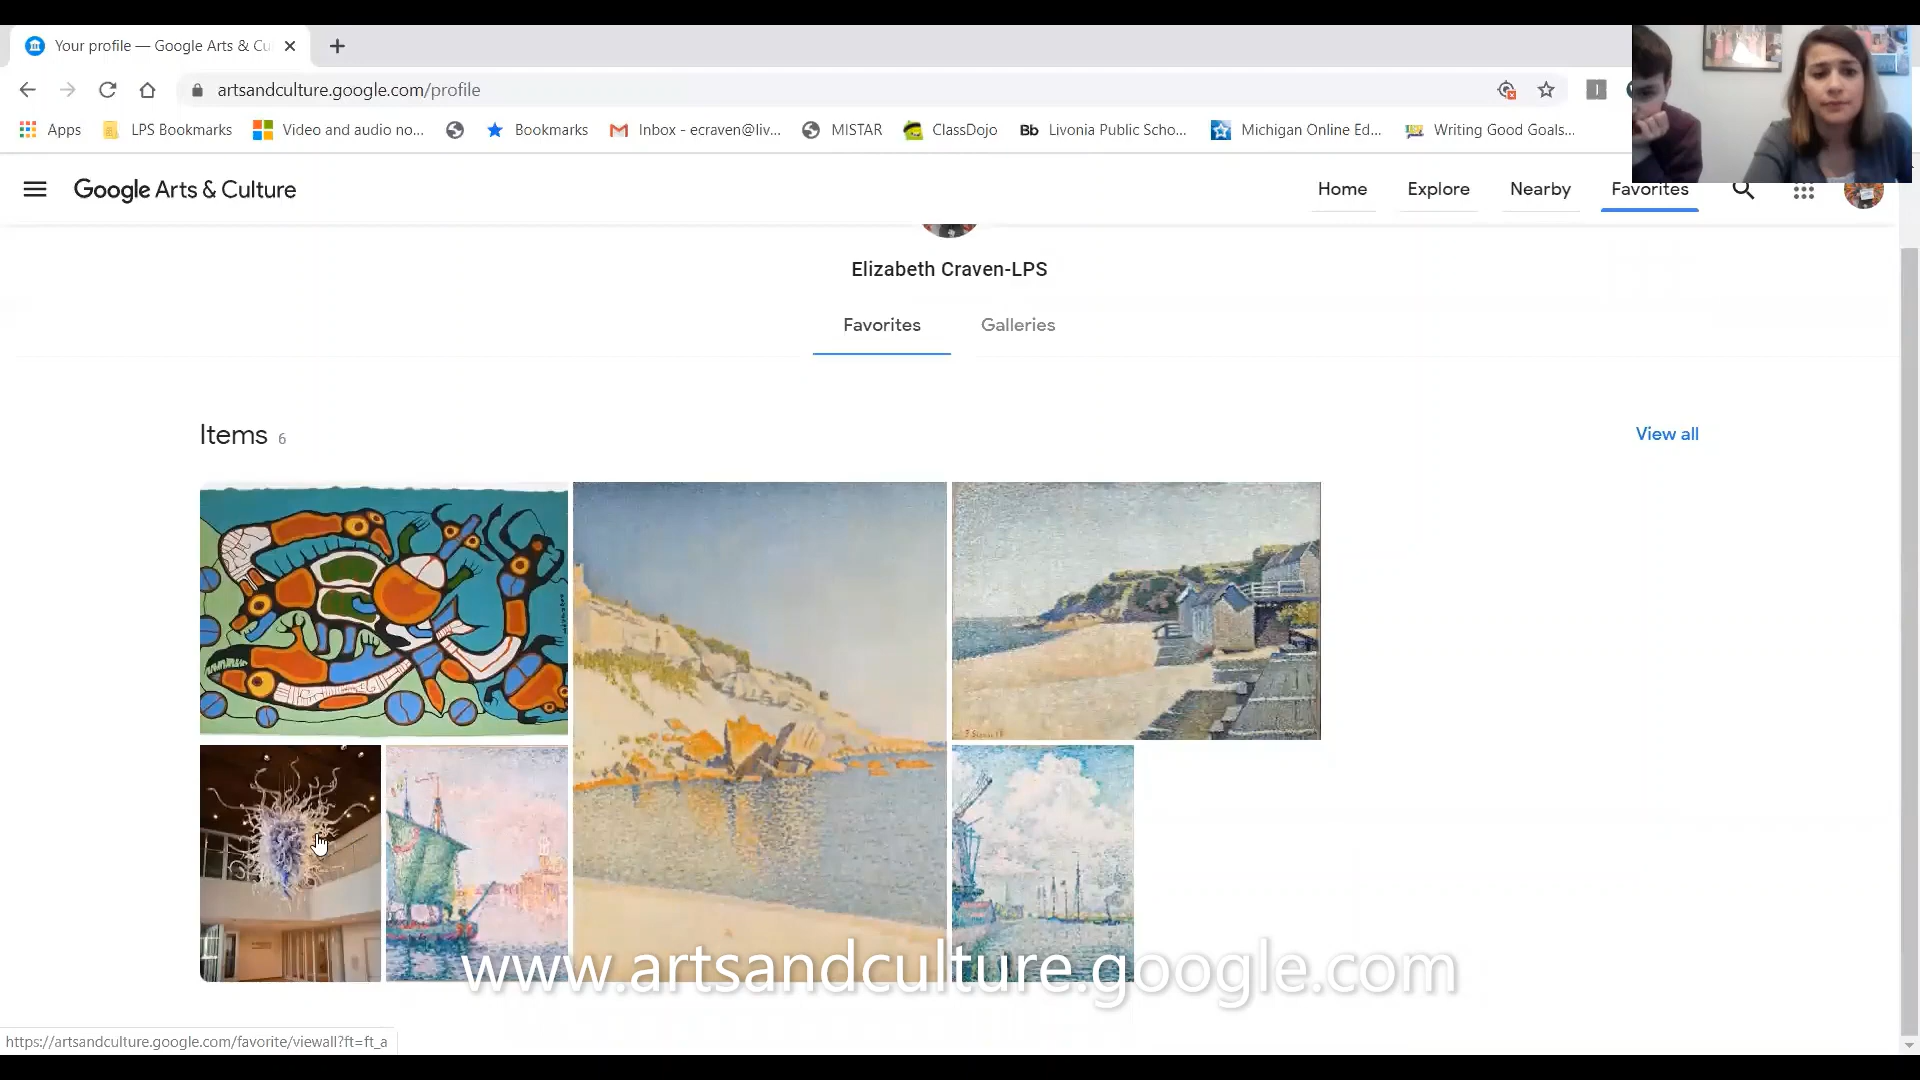 Your profile — Google Arts & Cu
artsandculture.google.com/profile
Apps LPS Bookmarks Video and audio no... Bookmarks Inbox - ecraven@liv... MISTAR ClassDojo Bb Livonia Public Scho... Michigan Online Ed... Writing Good Goals...
Google Arts & Culture Home Explore Nearby Favorites
Elizabeth Craven-LPS
Favorites Galleries
Items 6 View all
www.artsandculture.google.com
https://artsandculture.google.com/favorite/viewall?ft=ft_a